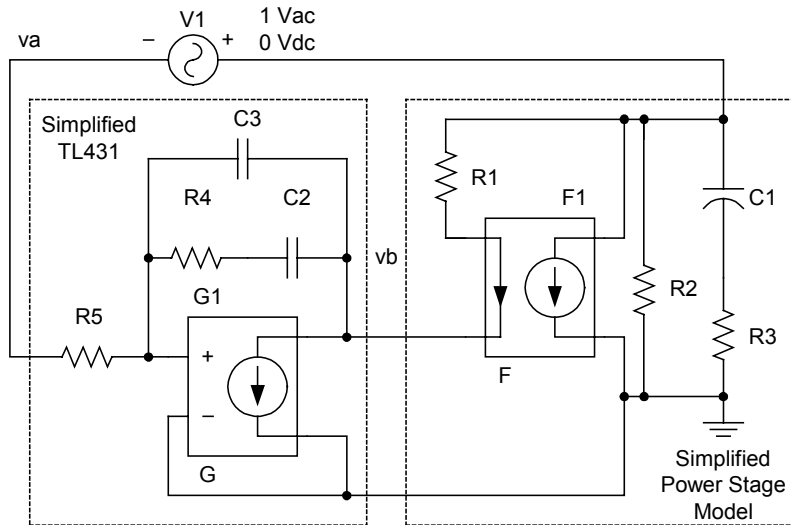 V1
1 Vac
0 Vdc
va
–
+
Simplified
TL431
C3
R4
C2
R1
F1
C1
vb
R2
G1
R5
R3
+
–
F
G
Simplified
Power Stage
Model